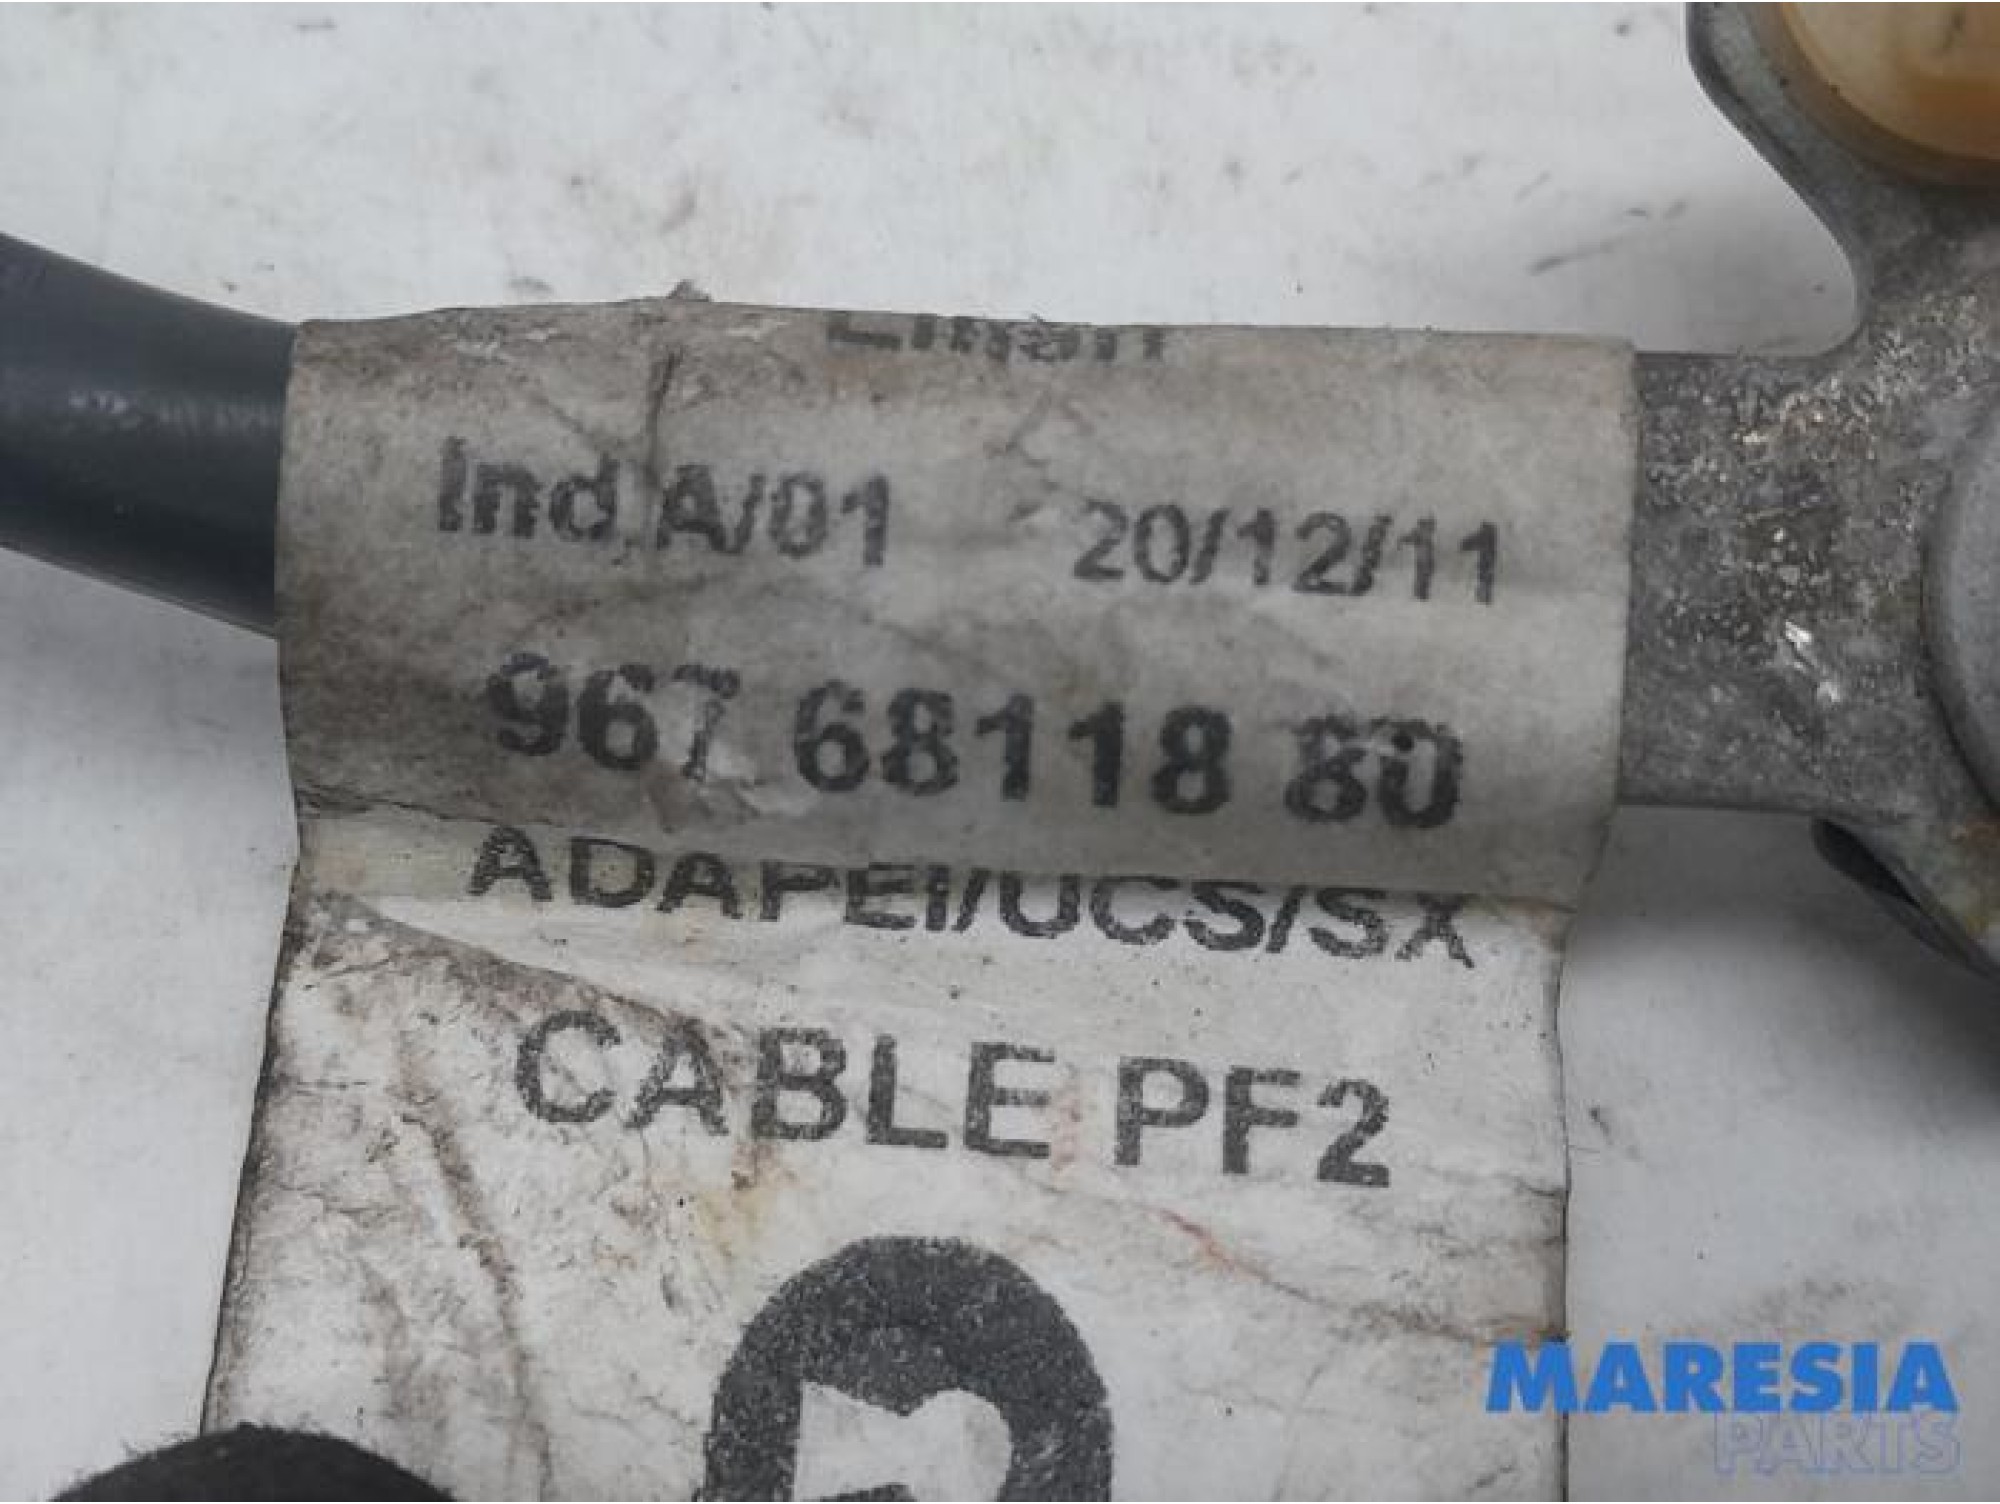 Ind A/01 20/12/11
967 68118 80
ADAPEI/UCS/SX
CABLE PF2
MARESIA
PARTS